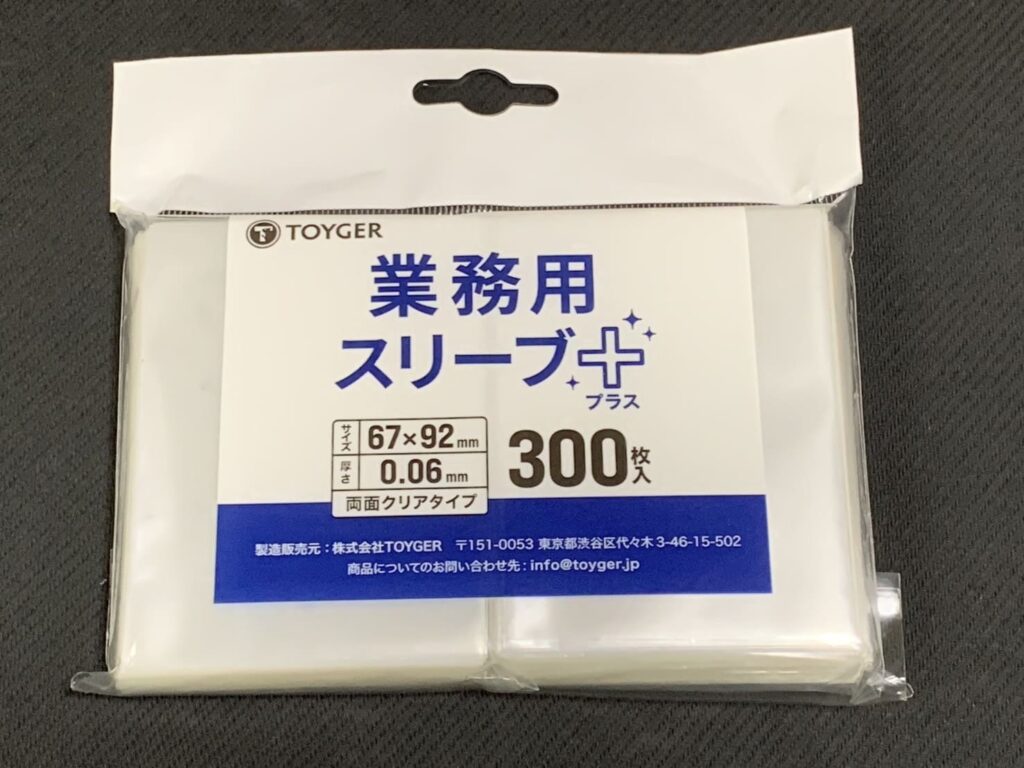 TOYGER
業務用
スリーブ+
プラス
サイズ 67×92mm
厚さ 0.06mm
両面クリアタイプ
300枚入
製造販売元:株式会社TOYGER 〒151-0053 東京都渋谷区代々木3-46-15-502
商品についてのお問い合わせ先:info@toyger.jp